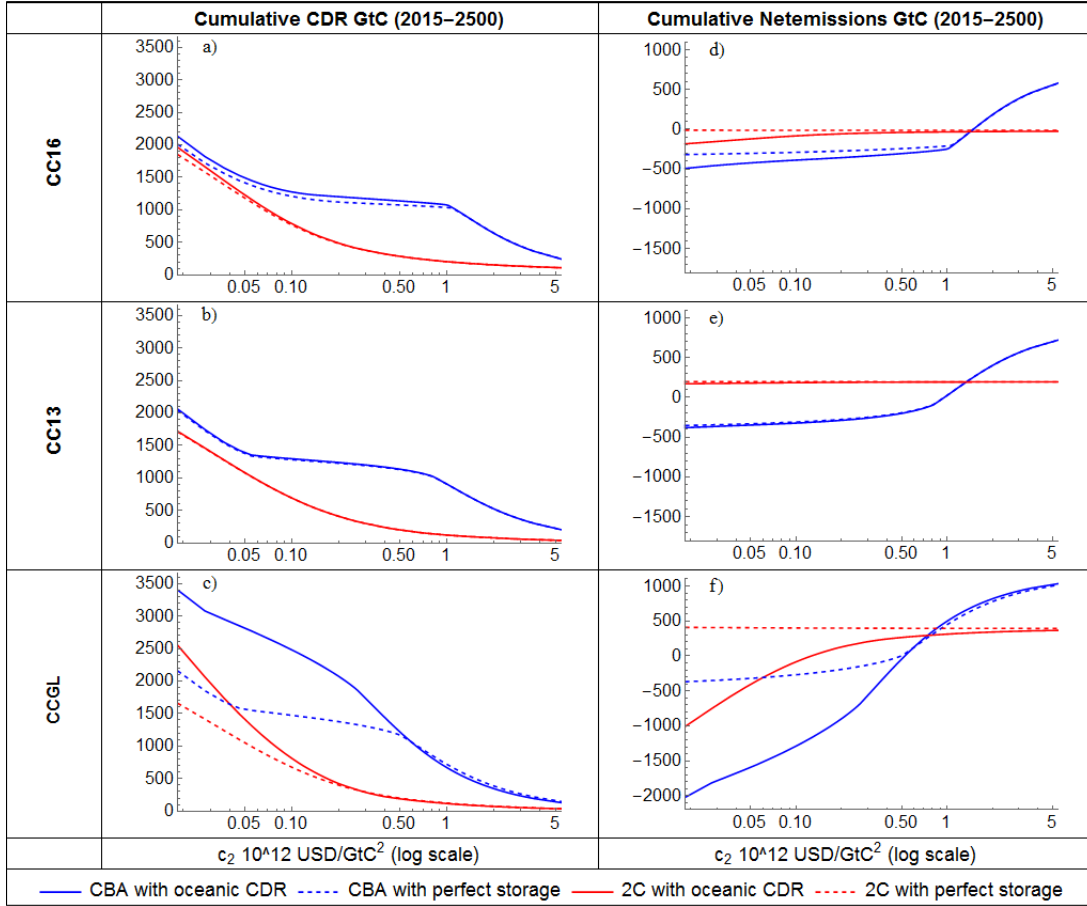 Cumulative CDR GtC (2015–2500)
Cumulative Netemissions GtC (2015–2500)
CC16
a)
3500
3000
2500
2000
1500
1000
500
0
0.05 0.10 0.50 1 5
d)
1000
500
0
−500
−1000
−1500
0.05 0.10 0.50 1 5
CC13
b)
3500
3000
2500
2000
1500
1000
500
0
0.05 0.10 0.50 1 5
e)
1000
500
0
−500
−1000
−1500
0.05 0.10 0.50 1 5
CCGL
c)
3500
3000
2500
2000
1500
1000
500
0
0.05 0.10 0.50 1 5
f)
1000
500
0
−500
−1000
−1500
−2000
0.05 0.10 0.50 1 5
c₂ 10^12 USD/GtC² (log scale)
c₂ 10^12 USD/GtC² (log scale)
CBA with oceanic CDR CBA with perfect storage 2C with oceanic CDR 2C with perfect storage